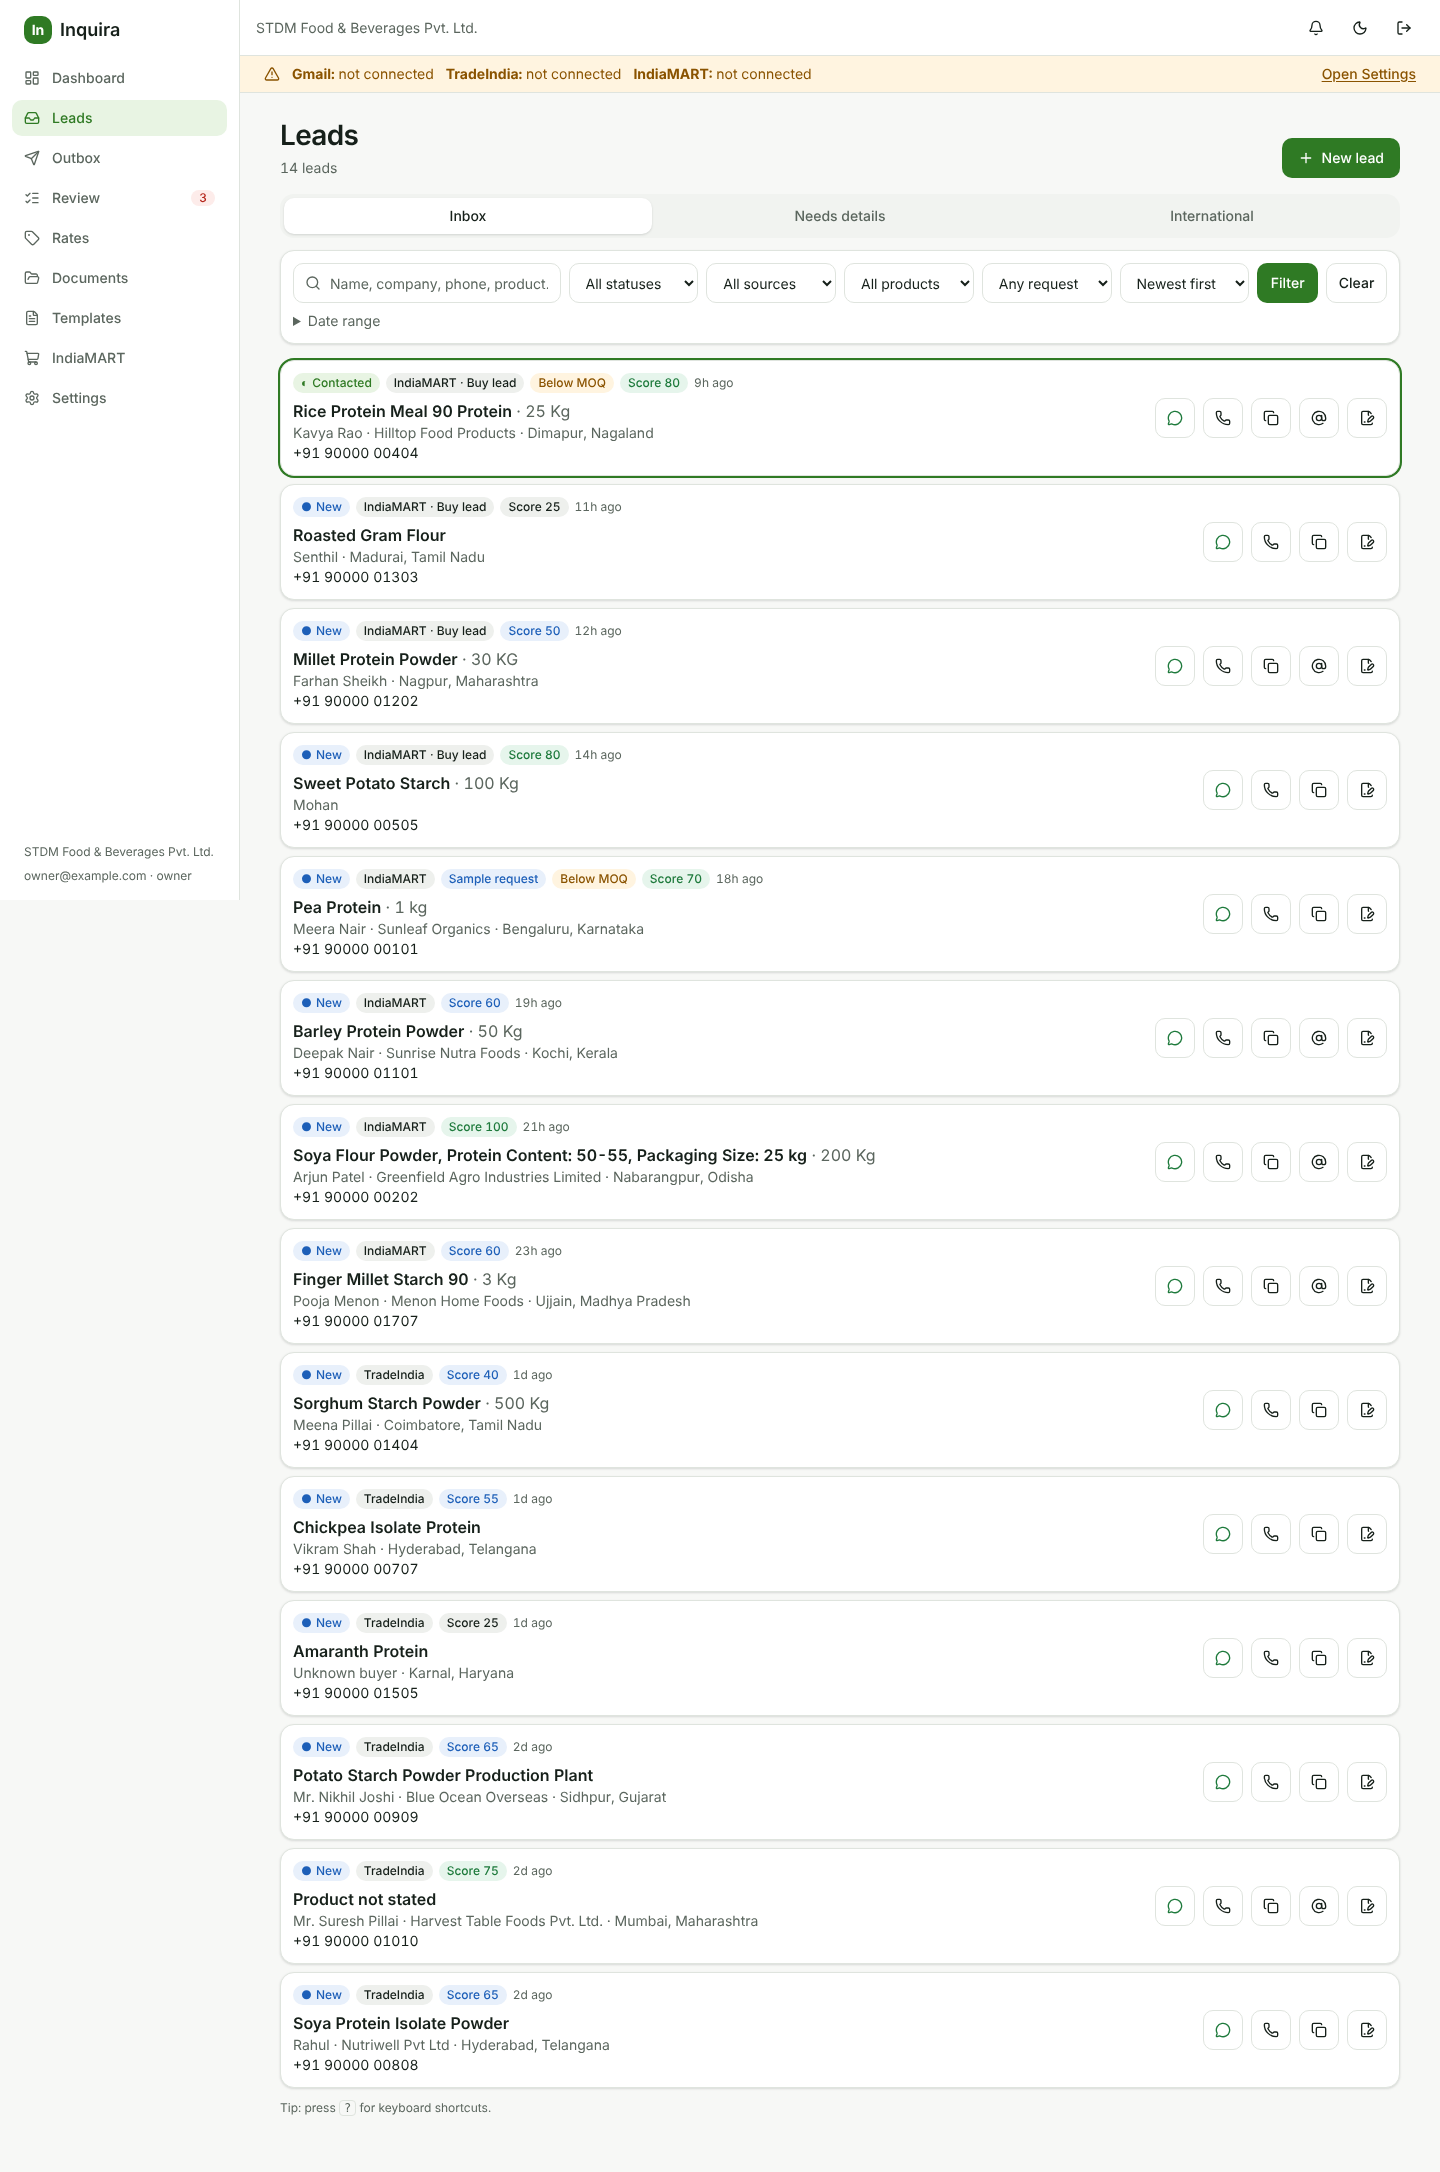 In Inquira
STDM Food & Beverages Pvt. Ltd.
Gmail: not connected TradeIndia: not connected IndiaMART: not connected Open Settings
Dashboard
Leads
Outbox
Review 3
Rates
Documents
Templates
IndiaMART
Settings
STDM Food & Beverages Pvt. Ltd.
owner@example.com · owner
Leads
14 leads
New lead
Inbox Needs details International
Name, company, phone, product. All statuses All sources All products Any request Newest first Filter Clear
Date range
Contacted IndiaMART · Buy lead Below MOQ Score 80 9h ago
Rice Protein Meal 90 Protein · 25 Kg
Kavya Rao · Hilltop Food Products · Dimapur, Nagaland
+91 90000 00404
New IndiaMART · Buy lead Score 25 11h ago
Roasted Gram Flour
Senthil · Madurai, Tamil Nadu
+91 90000 01303
New IndiaMART · Buy lead Score 50 12h ago
Millet Protein Powder · 30 KG
Farhan Sheikh · Nagpur, Maharashtra
+91 90000 01202
New IndiaMART · Buy lead Score 80 14h ago
Sweet Potato Starch · 100 Kg
Mohan
+91 90000 00505
New IndiaMART Sample request Below MOQ Score 70 18h ago
Pea Protein · 1 kg
Meera Nair · Sunleaf Organics · Bengaluru, Karnataka
+91 90000 00101
New IndiaMART Score 60 19h ago
Barley Protein Powder · 50 Kg
Deepak Nair · Sunrise Nutra Foods · Kochi, Kerala
+91 90000 01101
New IndiaMART Score 100 21h ago
Soya Flour Powder, Protein Content: 50-55, Packaging Size: 25 kg · 200 Kg
Arjun Patel · Greenfield Agro Industries Limited · Nabarangpur, Odisha
+91 90000 00202
New IndiaMART Score 60 23h ago
Finger Millet Starch 90 · 3 Kg
Pooja Menon · Menon Home Foods · Ujjain, Madhya Pradesh
+91 90000 01707
New TradeIndia Score 40 1d ago
Sorghum Starch Powder · 500 Kg
Meena Pillai · Coimbatore, Tamil Nadu
+91 90000 01404
New TradeIndia Score 55 1d ago
Chickpea Isolate Protein
Vikram Shah · Hyderabad, Telangana
+91 90000 00707
New TradeIndia Score 25 1d ago
Amaranth Protein
Unknown buyer · Karnal, Haryana
+91 90000 01505
New TradeIndia Score 65 2d ago
Potato Starch Powder Production Plant
Mr. Nikhil Joshi · Blue Ocean Overseas · Sidhpur, Gujarat
+91 90000 00909
New TradeIndia Score 75 2d ago
Product not stated
Mr. Suresh Pillai · Harvest Table Foods Pvt. Ltd. · Mumbai, Maharashtra
+91 90000 01010
New TradeIndia Score 65 2d ago
Soya Protein Isolate Powder
Rahul · Nutriwell Pvt Ltd · Hyderabad, Telangana
+91 90000 00808
Tip: press ? for keyboard shortcuts.